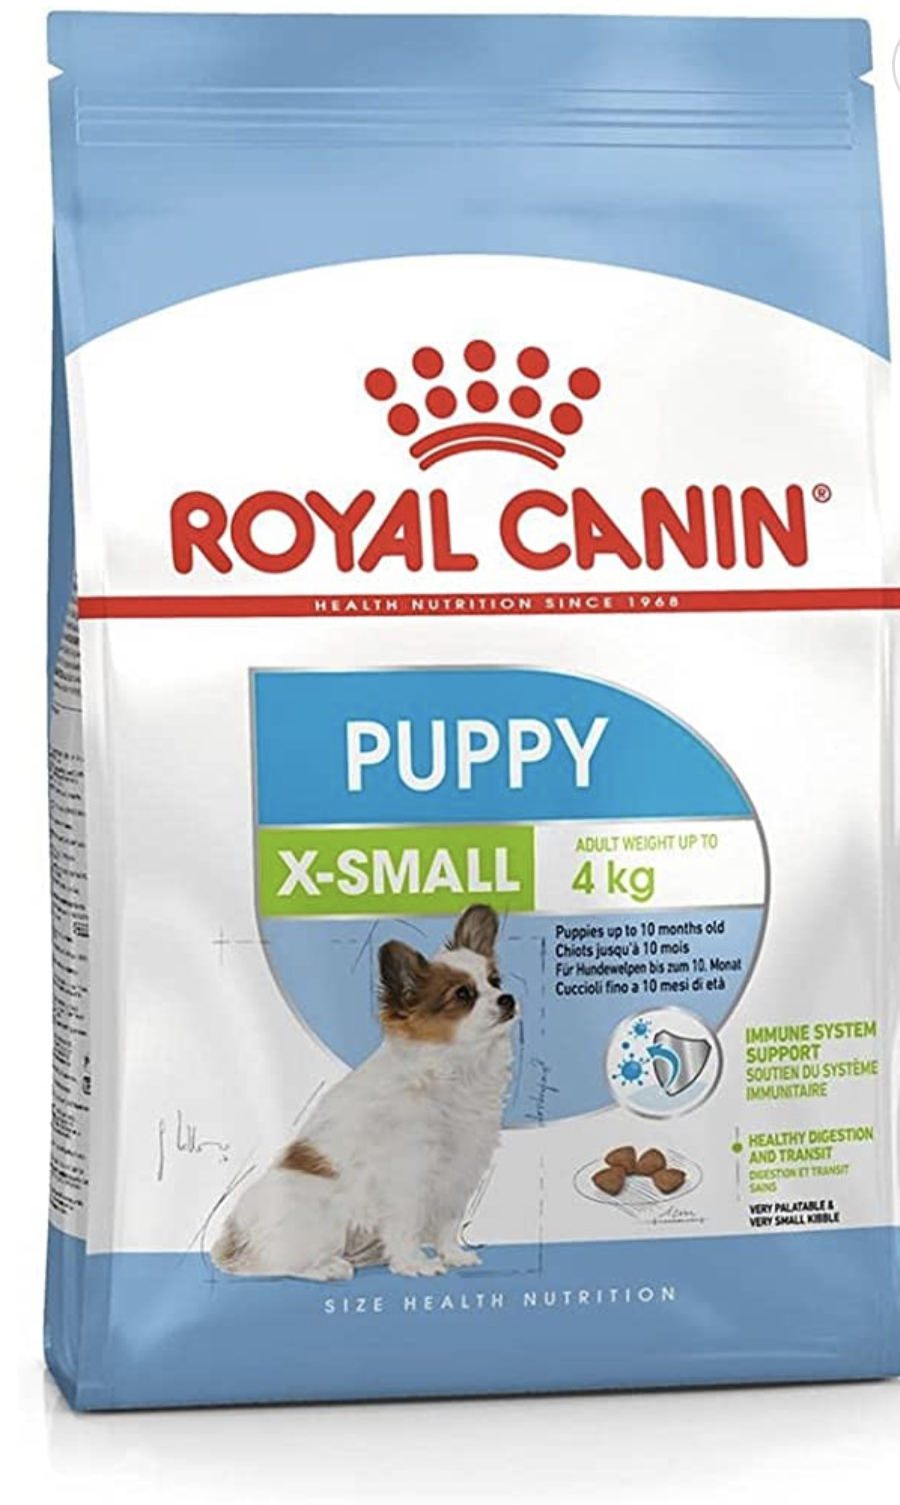 ROYAL CANIN®
HEALTH NUTRITION SINCE 1968
PUPPY
X-SMALL
ADULT WEIGHT UP TO
4 kg
Puppies up to 10 months old
Chiots jusqu'à 10 mois
Für Hundewelpen bis zum 10. Monat
Cuccioli fino a 10 mesi di età
IMMUNE SYSTEM
SUPPORT
SOUTIEN DU SYSTÈME
IMMUNITAIRE
HEALTHY DIGESTION
AND TRANSIT
DIGESTION ET TRANSIT
SAINS
VERY PALATABLE &
VERY SMALL KIBBLE
SIZE HEALTH NUTRITION